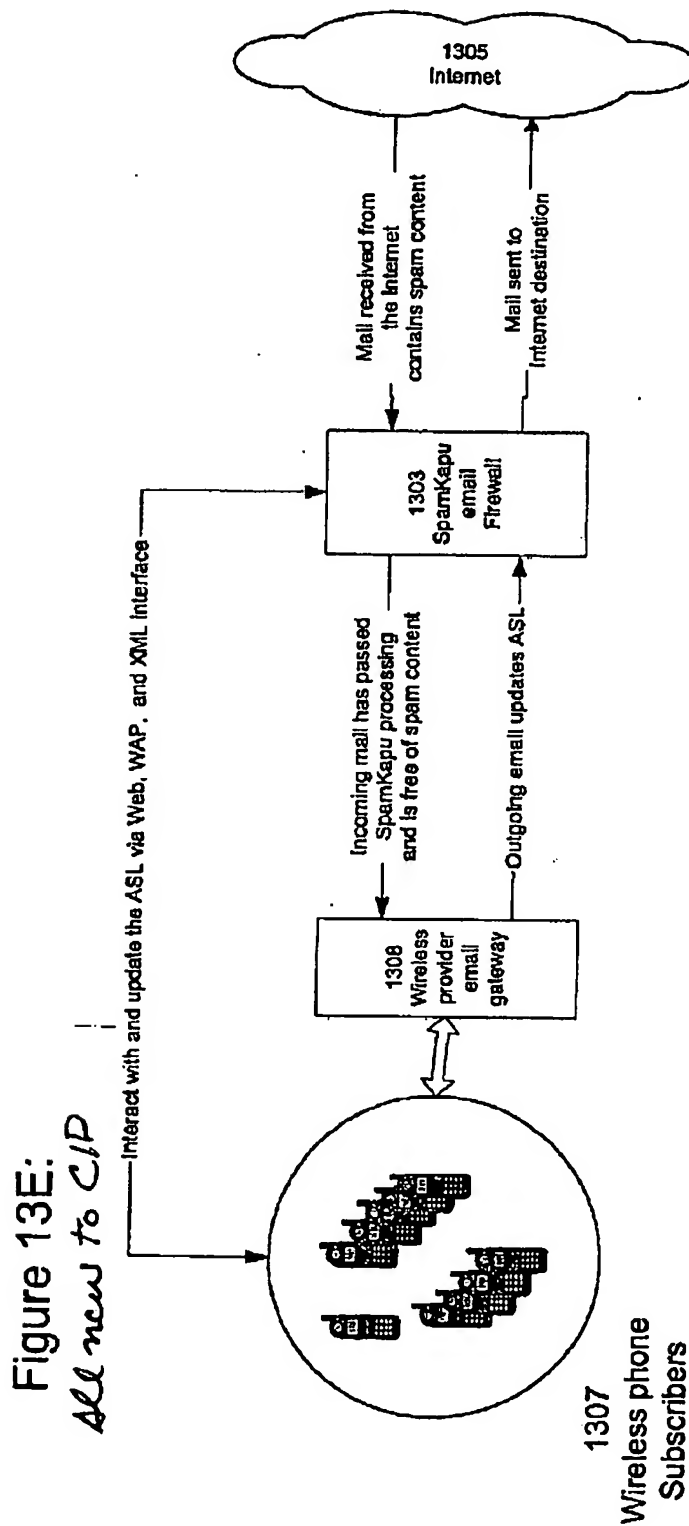 Figure 13E:
All new to CIP
Interact with and update the ASL via Web, WAP, and XML Interface
1307
Wireless phone
Subscribers
1308
Wireless
provider
email
gateway
Incoming mail has passed
SpamKapu processing
and is free of spam content
Outgoing email updates ASL
1303
SpamKapu
email
Firewall
Mail received from
the Internet
contains spam content
Mail sent to
Internet destination
1305
Internet